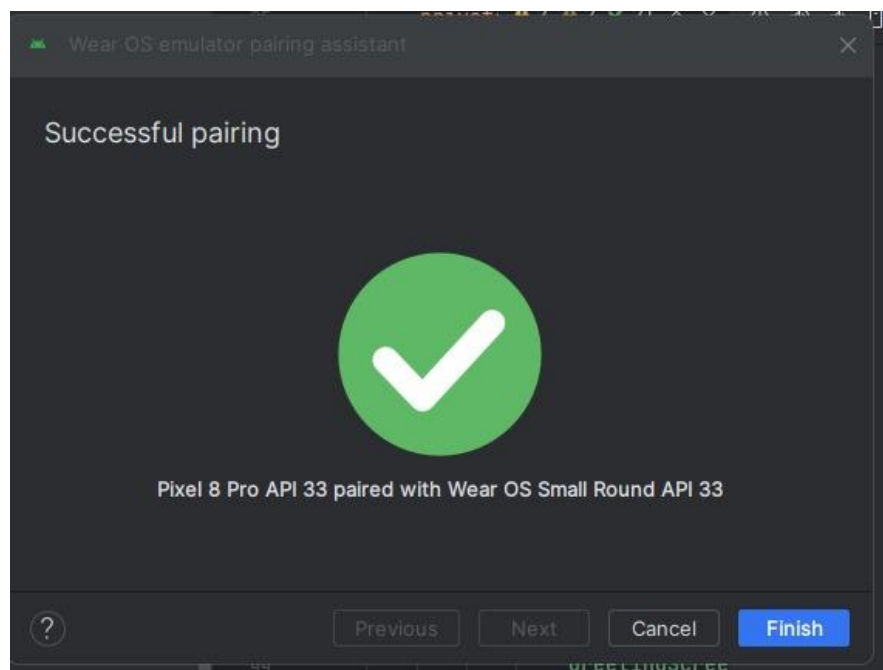 Wear OS emulator pairing assistant
Successful pairing
Pixel 8 Pro API 33 paired with Wear OS Small Round API 33
?
Previous
Next
Cancel
Finish